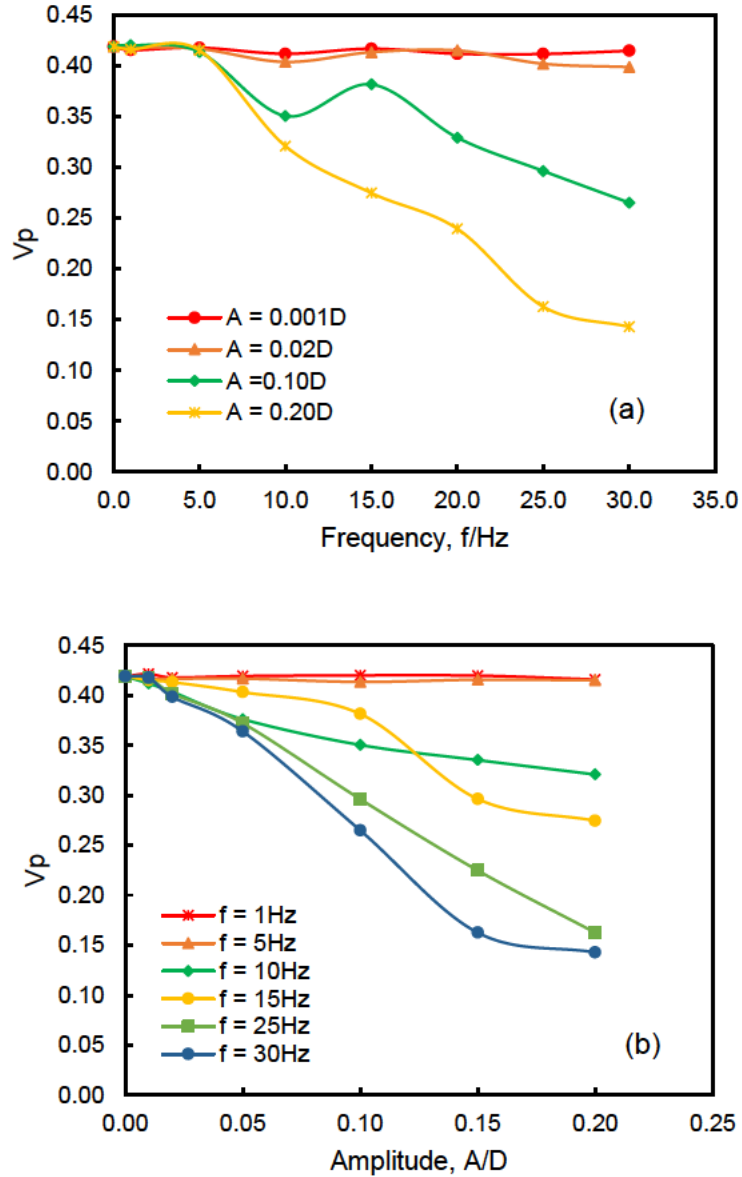 0.45
0.40
0.35
0.30
0.25
0.20
0.15
0.10
0.05
0.00
Vp
A = 0.001D
A = 0.02D
A =0.10D
A = 0.20D
(a)
0.0 5.0 10.0 15.0 20.0 25.0 30.0 35.0
Frequency, f/Hz
0.45
0.40
0.35
0.30
0.25
0.20
0.15
0.10
0.05
0.00
Vp
f = 1Hz
f = 5Hz
f = 10Hz
f = 15Hz
f = 25Hz
f = 30Hz
(b)
0.00 0.05 0.10 0.15 0.20 0.25
Amplitude, A/D